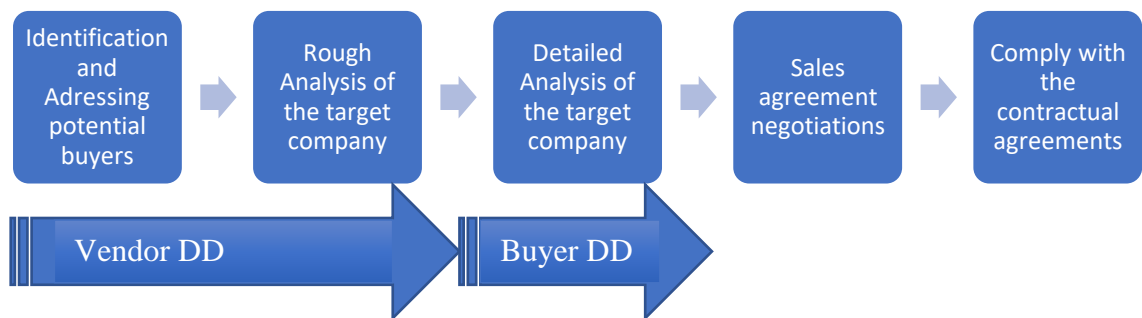 Identification
and
Adressing
potential
buyers
Rough
Analysis of
the target
company
Detailed
Analysis of
the target
company
Sales
agreement
negotiations
Comply with
the
contractual
agreements
Vendor DD
Buyer DD